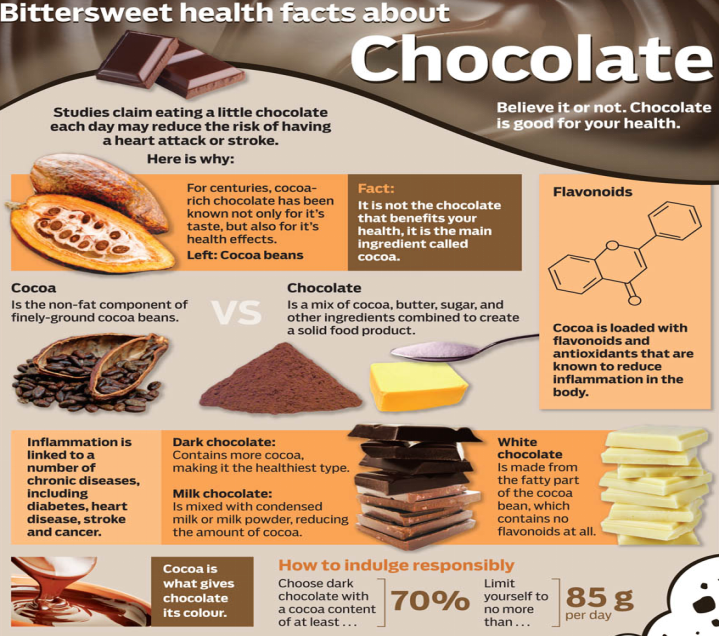 Bittersweet health facts about
Chocolate
Studies claim eating a little chocolate
each day may reduce the risk of having
a heart attack or stroke.
Here is why:
Believe it or not. Chocolate
is good for your health.
For centuries, cocoa-
rich chocolate has been
known not only for it's
taste, but also for it's
health effects.
Left: Cocoa beans
Fact:
It is not the chocolate
that benefits your
health, it is the main
ingredient called
cocoa.
Flavonoids
O
O
Cocoa is loaded with
flavonoids and
antioxidants that are
known to reduce
inflammation in the
body.
Cocoa
Is the non-fat component of
finely-ground cocoa beans.
VS
Chocolate
Is a mix of cocoa, butter, sugar, and
other ingredients combined to create
a solid food product.
Inflammation is
linked to a
number of
chronic diseases,
including
diabetes, heart
disease, stroke
and cancer.
Dark chocolate:
Contains more cocoa,
making it the healthiest type.
Milk chocolate:
Is mixed with condensed
milk or milk powder, reducing
the amount of cocoa.
White
chocolate
Is made from
the fatty part
of the cocoa
bean, which
contains no
flavonoids at all.
Cocoa is
what gives
chocolate
its colour.
How to indulge responsibly
Choose dark
chocolate with
a cocoa content
of at least . . .
70%
Limit
yourself to
no more
than . . .
85 g
per day